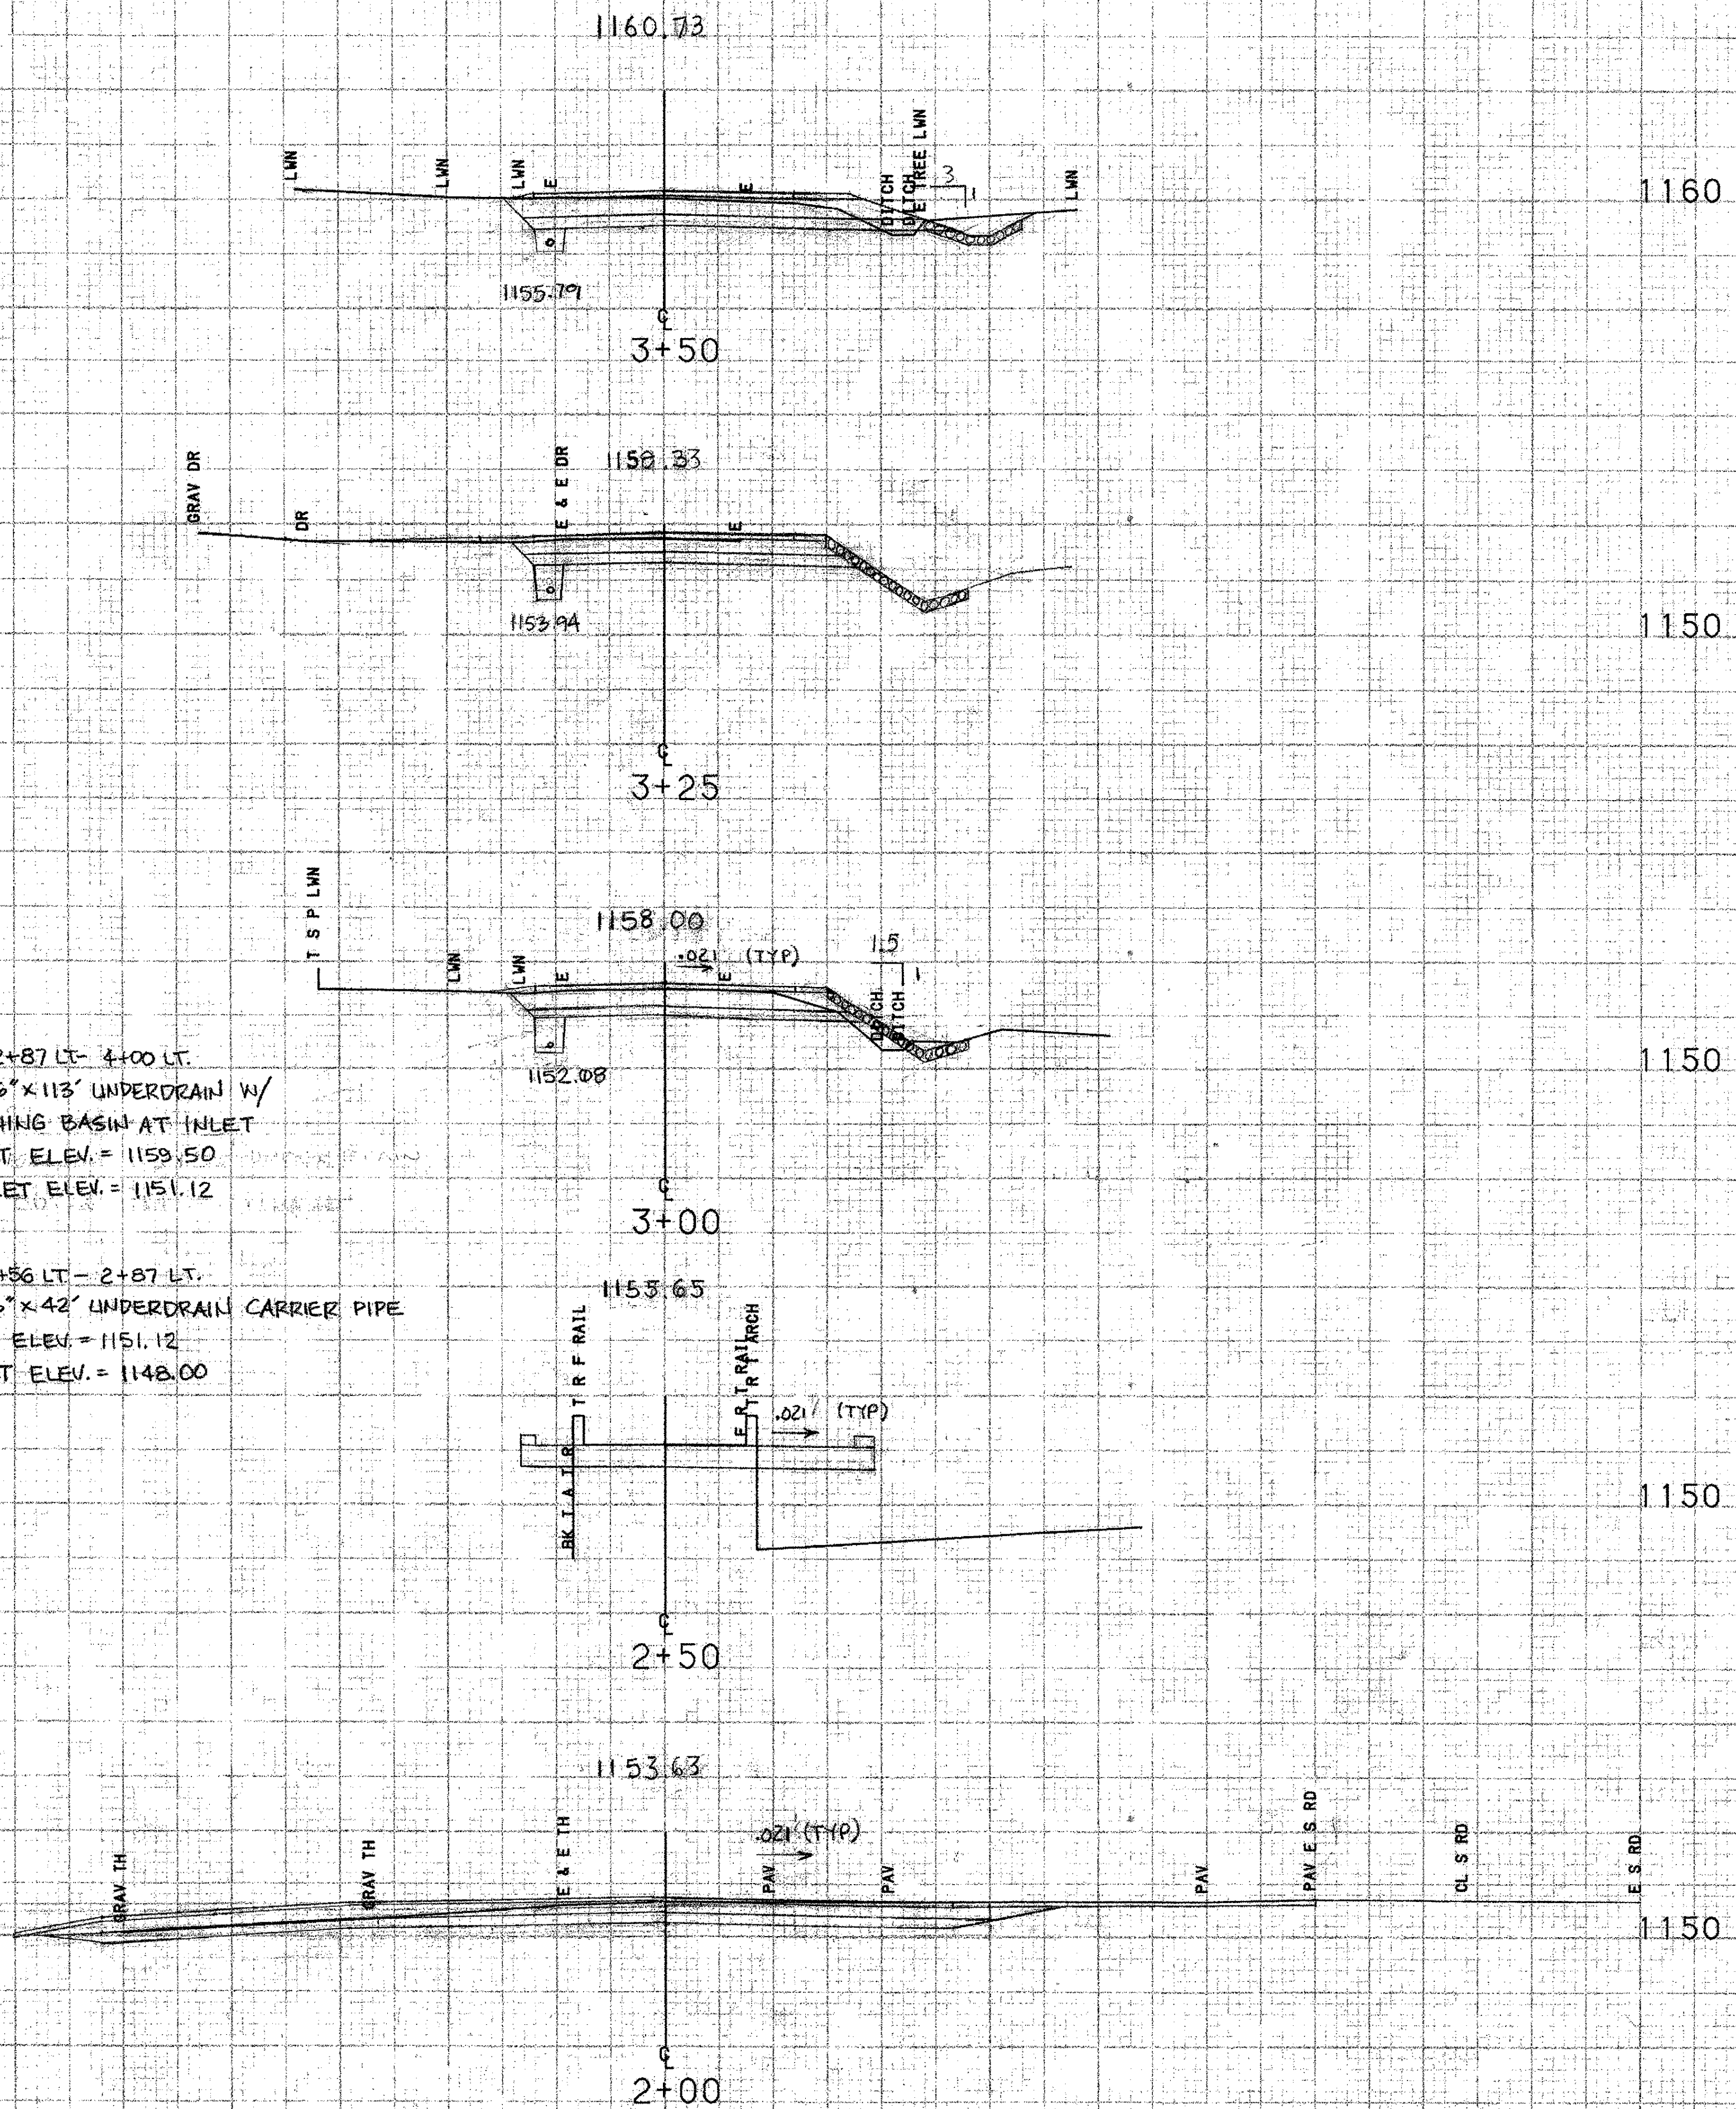 1160.73
LWN
LWN
LWN
E
E
DITCH
DITCH
E TREE LWN
3
1
LWN
1160
1155.79
℄
3+50
GRAV DR
DR
E & E DR
1158.33
E
1153.94
1150
℄
3+25
T S P LWN
LWN
LWN
E
1158.00
.021 (TYP)
E
1.5
1
DITCH
DITCH
1152.08
1150
2+87 LT- 4+00 LT.
6" x 113' UNDERDRAIN W/
HING BASIN AT INLET
T ELEV. = 1159.50
LET ELEV. = 1151.12
℄
3+00
+56 LT - 2+87 LT.
6" x 42' UNDERDRAIN CARRIER PIPE
ELEV. = 1151.12
T ELEV. = 1148.00
1153.65
T R F RAIL
F R T RAIL
T R T ARCH
.021' (TYP)
1150
℄
2+50
1153.63
.021' (TYP)
GRAV TH
GRAV TH
E & E TH
PAV
PAV
PAV
PAV E S RD
CL S RD
E S RD
1150
℄
2+00